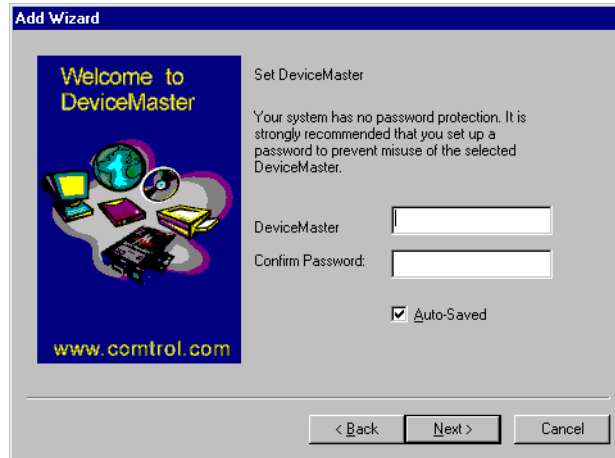 Add Wizard
Welcome to
DeviceMaster
www.comtrol.com
Set DeviceMaster
Your system has no password protection. It is
strongly recommended that you set up a
password to prevent misuse of the selected
DeviceMaster.
DeviceMaster
Confirm Password:
Auto-Saved
< Back
Next >
Cancel